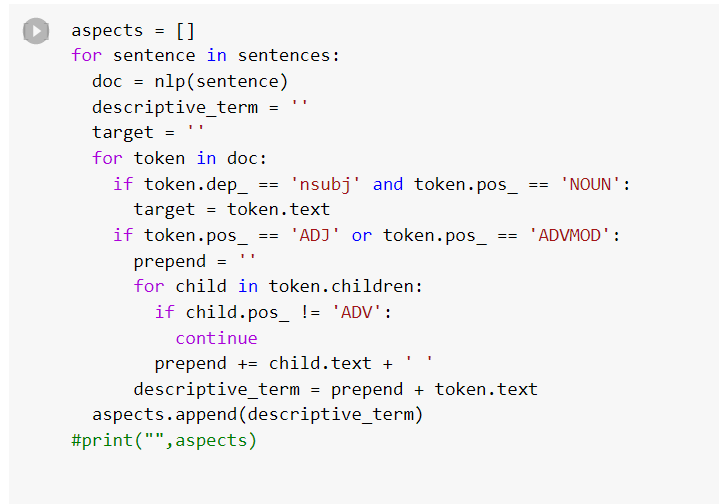 aspects = []
for sentence in sentences:
  doc = nlp(sentence)
  descriptive_term = ''
  target = ''
  for token in doc:
    if token.dep_ == 'nsubj' and token.pos_ == 'NOUN':
      target = token.text
    if token.pos_ == 'ADJ' or token.pos_ == 'ADVMOD':
      prepend = ''
      for child in token.children:
        if child.pos_ != 'ADV':
          continue
        prepend += child.text + ' '
      descriptive_term = prepend + token.text
  aspects.append(descriptive_term)
#print("",aspects)